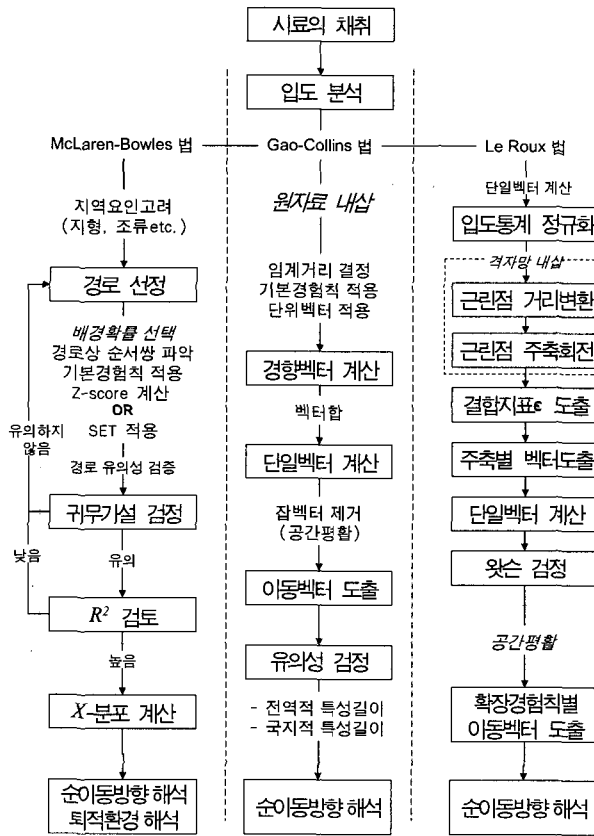 시료의 채취
입도 분석
McLaren-Bowles 법
Gao-Collins 법
Le Roux 법
지역요인고려
(지형, 조류etc.)
경로 선정
배경확률 선택
경로상 순서쌍 파악
기본경험칙 적용
Z-score 계산
OR
SET 적용
유의하지
않음
경로 유의성 검증
귀무가설 검정
낮음
유의
R² 검토
높음
X-분포 계산
순이동방향 해석
퇴적환경 해석
원자료 내삽
임계거리 결정
기본경험칙 적용
단위벡터 적용
경향벡터 계산
벡터합
단일벡터 계산
잡벡터 제거
(공간평활)
이동벡터 도출
유의성 검정
- 전역적 특성길이
- 국지적 특성길이
순이동방향 해석
단일벡터 계산
입도통계 정규화
격자망 내삽
근린점 거리변환
근린점 주축회전
결합지표ϵ 도출
주축별 벡터도출
단일벡터 계산
왓슨 검정
공간평활
확장경험칙별
이동벡터 도출
순이동방향 해석